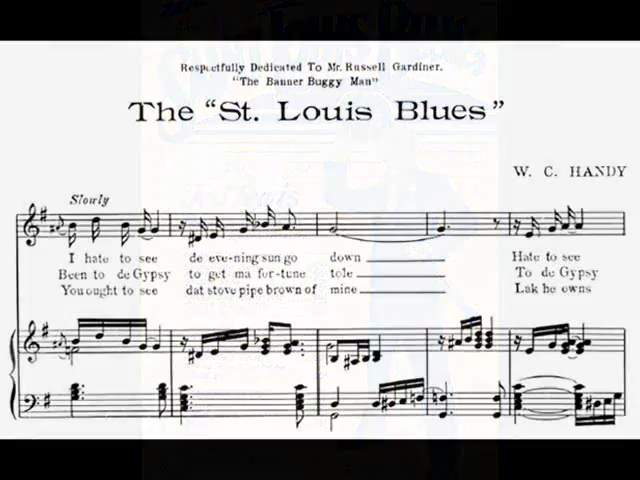 Respectfully Dedicated To Mr. Russell Gardiner.
"The Banner Buggy Man"
The "St. Louis Blues"
W. C. HANDY
Slowly
I hate to see de eve-ning sun go down Hate to see
Been to de Gypsy to get ma for-tune tole To de Gypsy
You ought to see dat stove pipe brown of mine Lak he owns